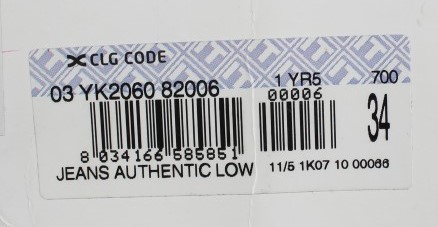 CLG CODE
03 YK2060 82006 1 YR5 700
00006
34
8 034166 585851
JEANS AUTHENTIC LOW 11/5 1K07 10 00066